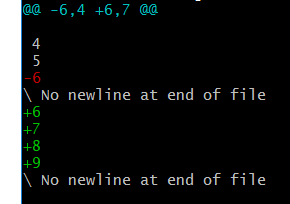 @@ -6,4 +6,7 @@
 4
 5
-6
\ No newline at end of file
+6
+7
+8
+9
\ No newline at end of file